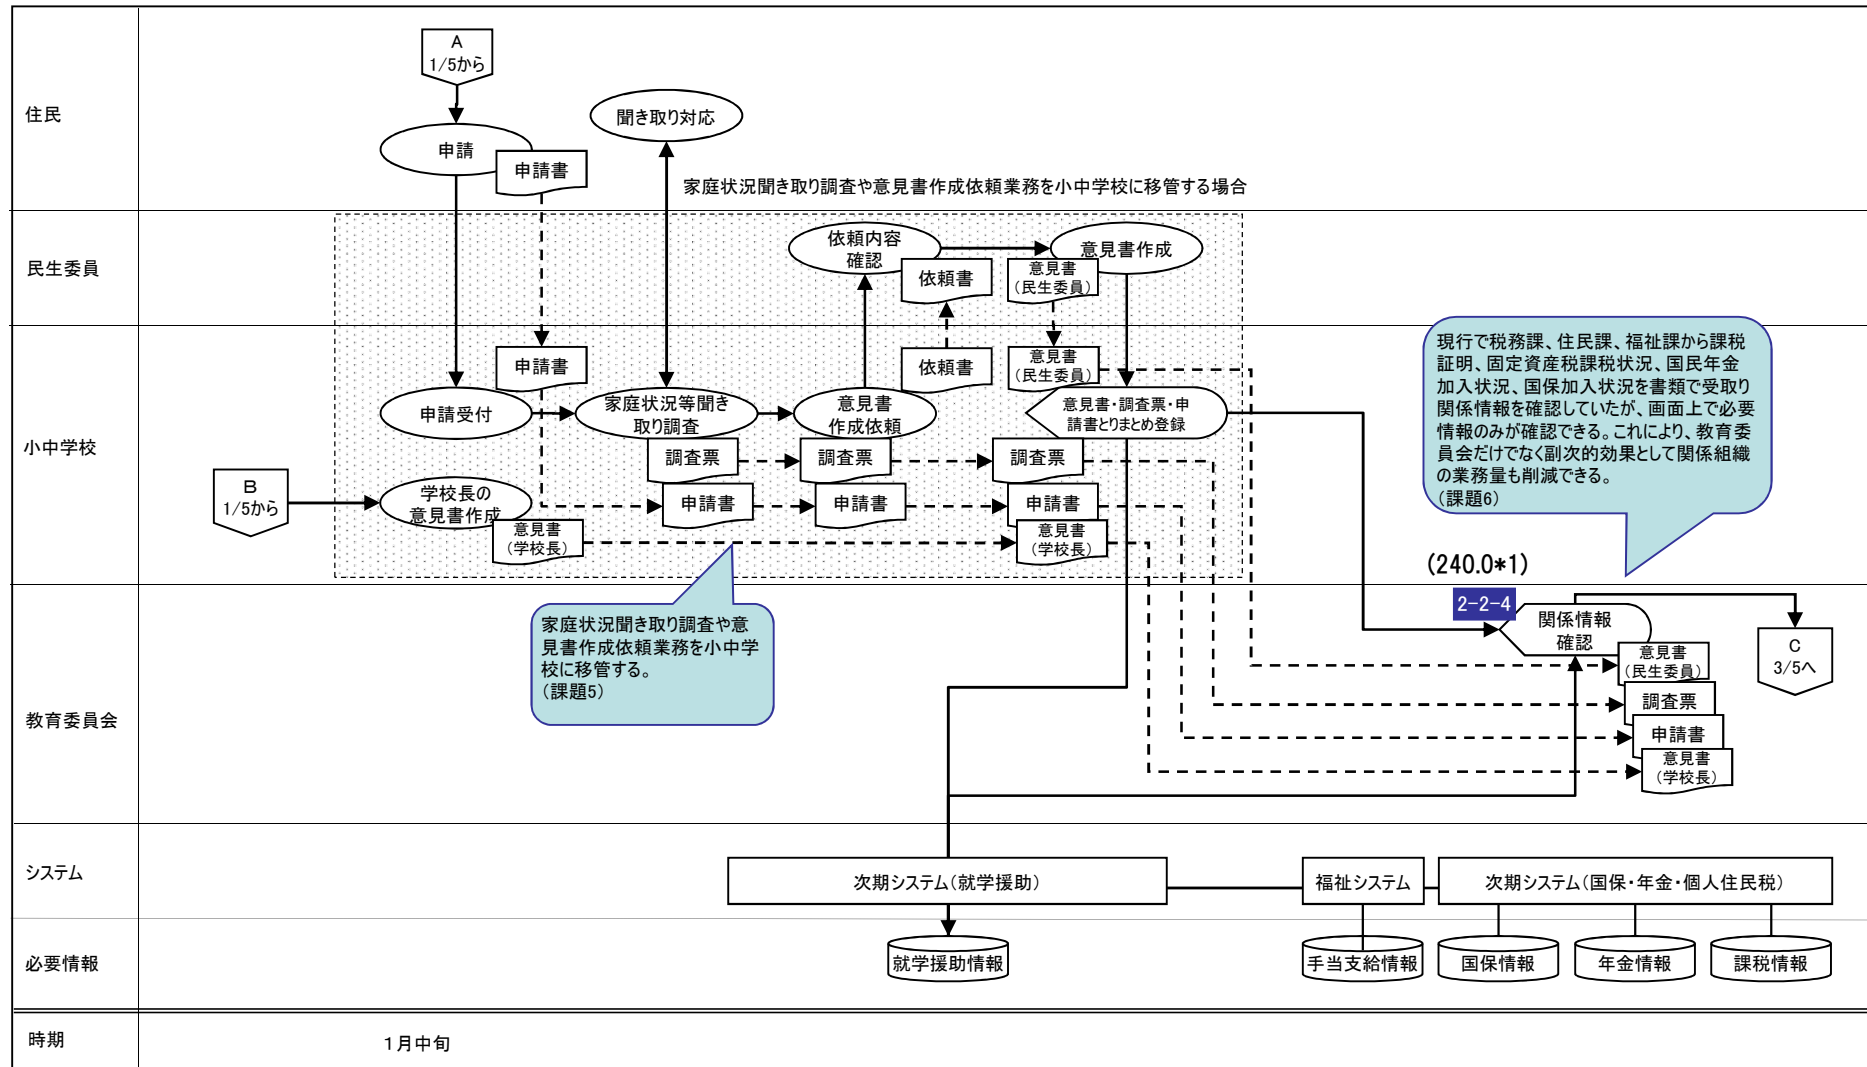 住民
A
1/5から
申請
申請書
聞き取り対応
家庭状況聞き取り調査や意見書作成依頼業務を小中学校に移管する場合
民生委員
依頼内容
確認
依頼書
意見書作成
意見書
（民生委員）
小中学校
申請書
依頼書
意見書
（民生委員）
申請受付
家庭状況等聞き
取り調査
意見書
作成依頼
意見書・調査票・申
請書とりまとめ登録
調査票
調査票
調査票
B
1/5から
学校長の
意見書作成
申請書
申請書
申請書
意見書
（学校長）
意見書
（学校長）
現行で税務課、住民課、福祉課から課税
証明、固定資産税課税状況、国民年金
加入状況、国保加入状況を書類で受取り
関係情報を確認していたが、画面上で必要
情報のみが確認できる。これにより、教育委
員会だけでなく副次的効果として関係組織
の業務量も削減できる。
（課題6）
教育委員会
家庭状況聞き取り調査や意
見書作成依頼業務を小中学
校に移管する。
（課題5）
(240.0*1)
2-2-4
関係情報
確認
C
3/5へ
意見書
（民生委員）
調査票
申請書
意見書
（学校長）
システム
次期システム（就学援助）
福祉システム
次期システム（国保・年金・個人住民税）
必要情報
就学援助情報
手当支給情報
国保情報
年金情報
課税情報
時期
1月中旬